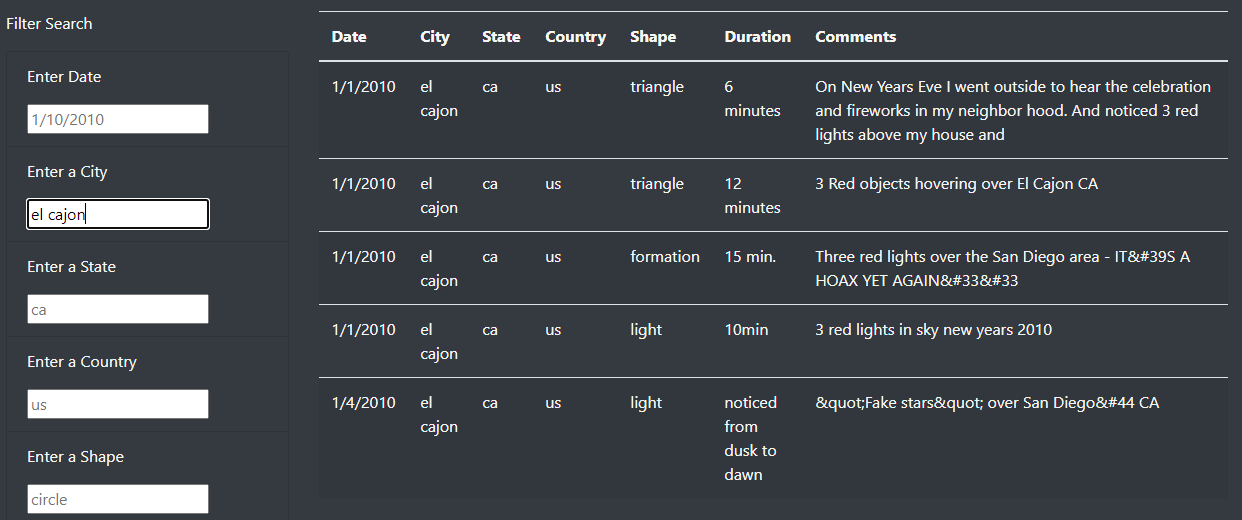 Filter Search
Enter Date
1/10/2010
Enter a City
el cajon
Enter a State
ca
Enter a Country
us
Enter a Shape
circle
Date City State Country Shape Duration Comments
1/1/2010 el ca us triangle 6 On New Years Eve I went outside to hear the celebration
cajon minutes and fireworks in my neighbor hood. And noticed 3 red
lights above my house and
1/1/2010 el ca us triangle 12 3 Red objects hovering over El Cajon CA
cajon minutes
1/1/2010 el ca us formation 15 min. Three red lights over the San Diego area - IT&#39S A
cajon HOAX YET AGAIN&#33&#33
1/1/2010 el ca us light 10min 3 red lights in sky new years 2010
cajon
1/4/2010 el ca us light noticed &quot;Fake stars&quot; over San Diego&#44 CA
cajon from
dusk to
dawn